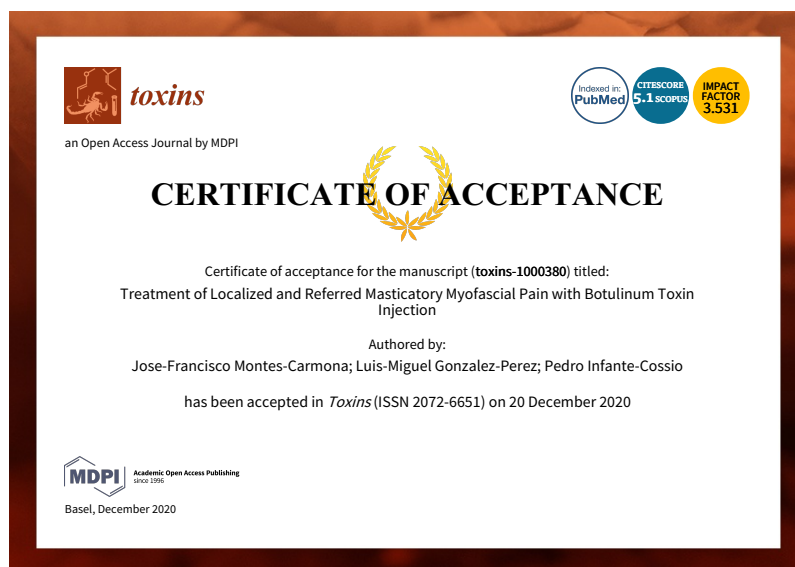 toxins
Indexed in:
PubMed
CITESCORE
5.1 SCOPUS
IMPACT
FACTOR
3.531
an Open Access Journal by MDPI
CERTIFICATE OF ACCEPTANCE
Certificate of acceptance for the manuscript (toxins-1000380) titled:
Treatment of Localized and Referred Masticatory Myofascial Pain with Botulinum Toxin
Injection
Authored by:
Jose-Francisco Montes-Carmona; Luis-Miguel Gonzalez-Perez; Pedro Infante-Cossio
has been accepted in Toxins (ISSN 2072-6651) on 20 December 2020
MDPI
Academic Open Access Publishing
since 1996
Basel, December 2020